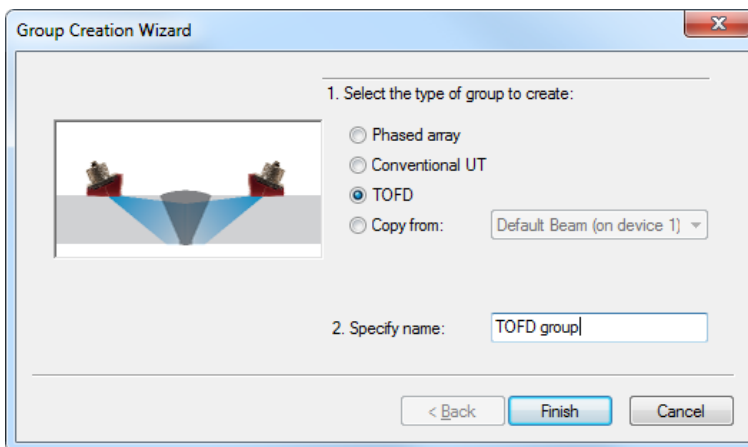 Group Creation Wizard
1. Select the type of group to create:
Phased array
Conventional UT
TOFD
Copy from: Default Beam (on device 1)
2. Specify name: TOFD group
< Back Finish Cancel